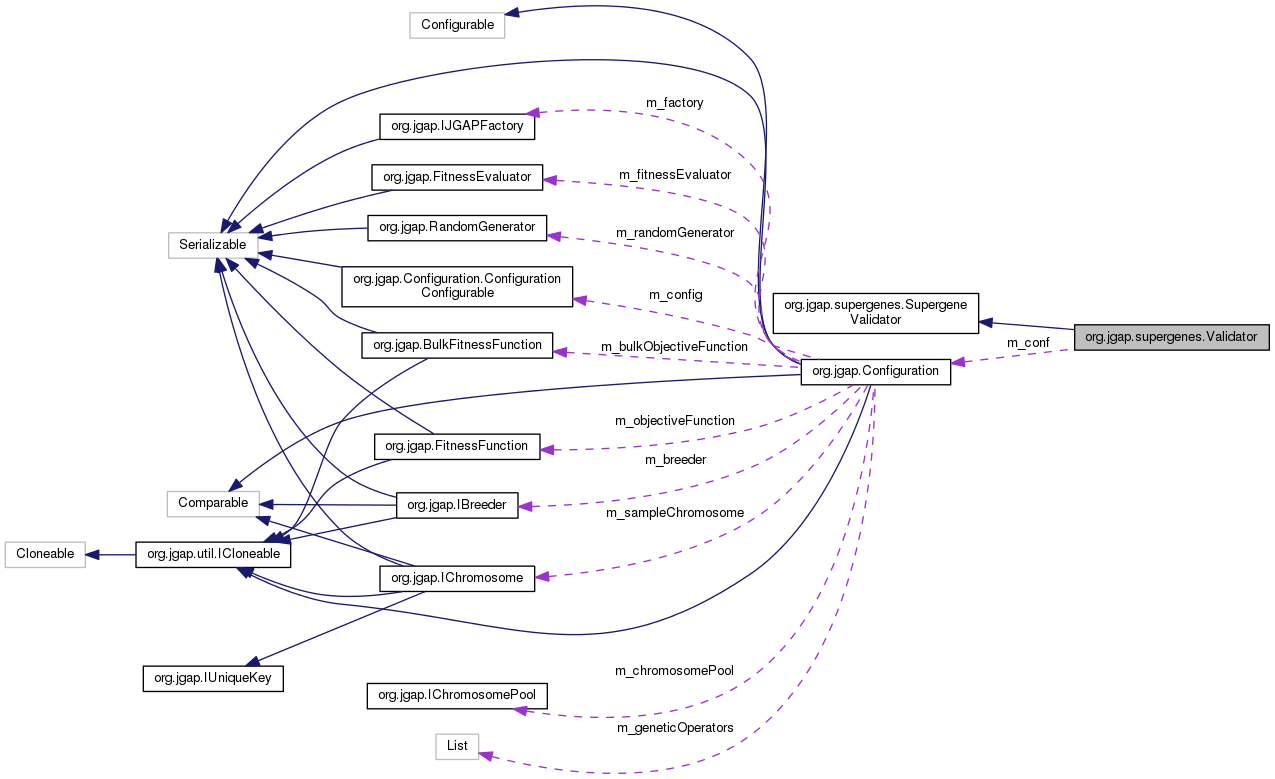 Configurable
m_factory
org.jgap.IJGAPFactory
m_fitnessEvaluator
org.jgap.FitnessEvaluator
org.jgap.RandomGenerator
m_randomGenerator
Serializable
org.jgap.Configuration.Configuration
Configurable
m_config
org.jgap.supergenes.Supergene
Validator
org.jgap.supergenes.Validator
m_conf
org.jgap.BulkFitnessFunction
m_bulkObjectiveFunction
org.jgap.Configuration
m_objectiveFunction
org.jgap.FitnessFunction
m_breeder
Comparable
org.jgap.IBreeder
m_sampleChromosome
Cloneable
org.jgap.util.ICloneable
org.jgap.IChromosome
org.jgap.IUniqueKey
m_chromosomePool
org.jgap.IChromosomePool
m_geneticOperators
List